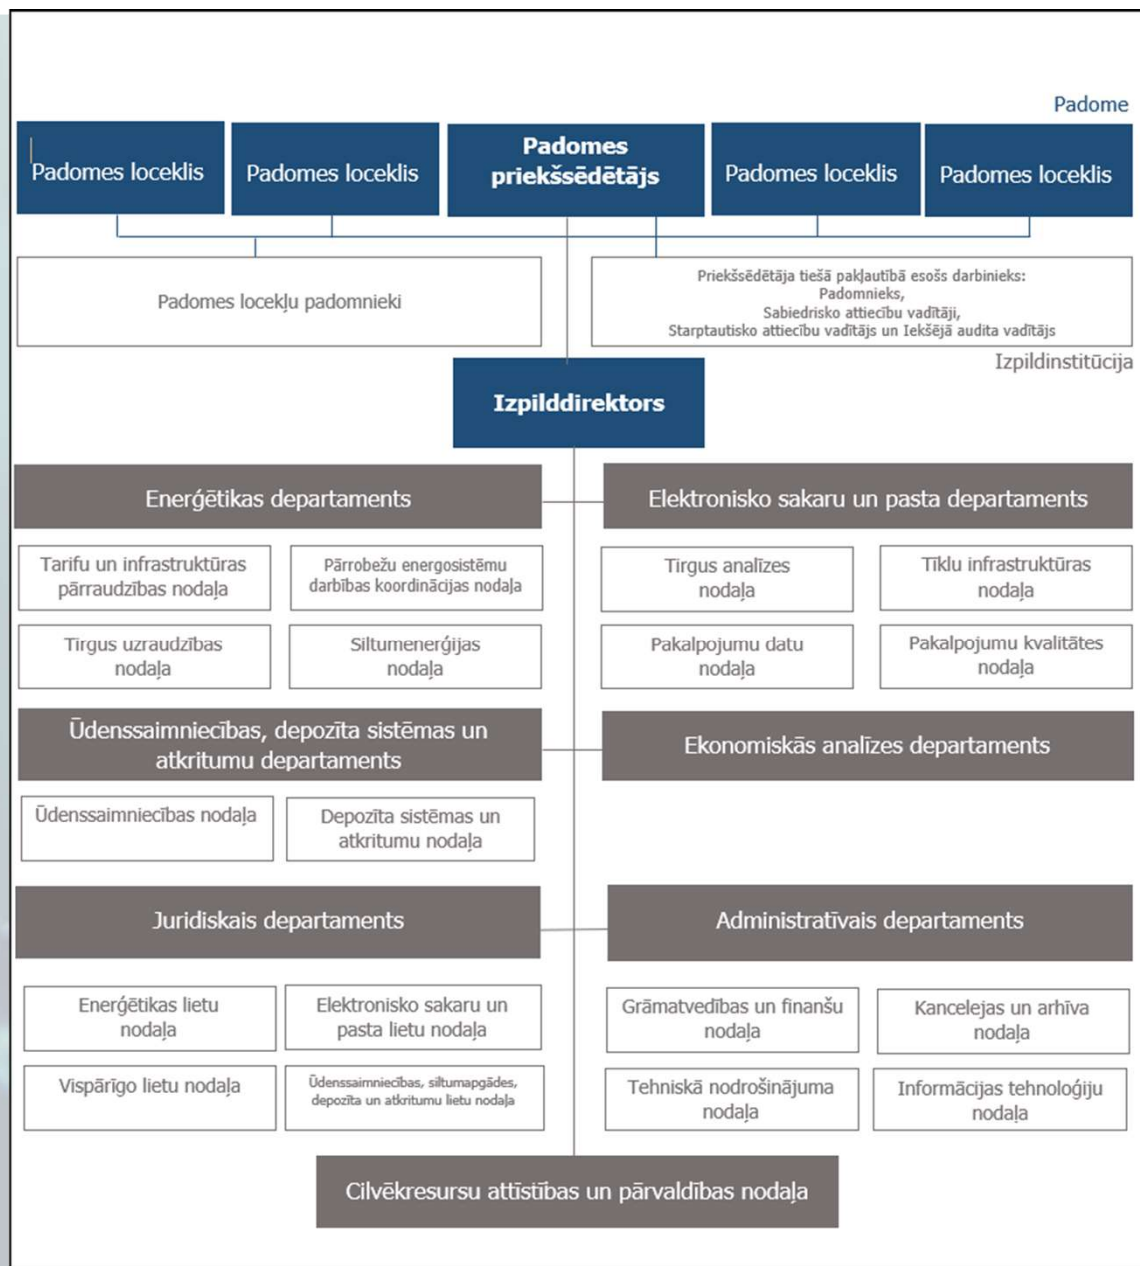 Padome
Padomes loceklis
Padomes loceklis
Padomes
priekšsēdētājs
Padomes loceklis
Padomes loceklis
Padomes locekļu padomnieki
Priekšsēdētāja tiešā pakļautībā esošs darbinieks:
Padomnieks,
Sabiedrisko attiecību vadītāji,
Starptautisko attiecību vadītājs un Iekšējā audita vadītājs
Izpildinstitūcija
Izpilddirektors
Enerģētikas departaments
Elektronisko sakaru un pasta departaments
Tarifu un infrastruktūras
pārraudzības nodaļa
Pārrobežu energosistēmu
darbības koordinācijas nodaļa
Tirgus analīzes
nodaļa
Tīklu infrastruktūras
nodaļa
Tirgus uzraudzības
nodaļa
Siltumenerģijas
nodaļa
Pakalpojumu datu
nodaļa
Pakalpojumu kvalitātes
nodaļa
Ūdenssaimniecības, depozīta sistēmas un
atkritumu departaments
Ekonomiskās analīzes departaments
Ūdenssaimniecības nodaļa
Depozīta sistēmas un
atkritumu nodaļa
Juridiskais departaments
Administratīvais departaments
Enerģētikas lietu
nodaļa
Elektronisko sakaru un
pasta lietu nodaļa
Grāmatvedības un finanšu
nodaļa
Kancelejas un arhīva
nodaļa
Vispārīgo lietu nodaļa
Ūdenssaimniecības, siltumapgādes,
depozīta un atkritumu lietu nodaļa
Tehniskā nodrošinājuma
nodaļa
Informācijas tehnoloģiju
nodaļa
Cilvēkresursu attīstības un pārvaldības nodaļa